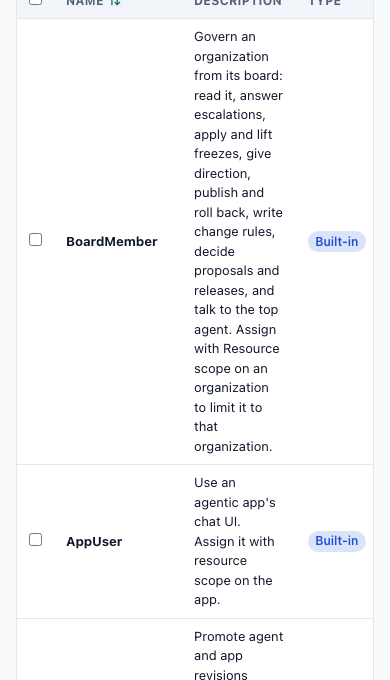 NAME DESCRIPTION TYPE
Govern an
organization
from its board:
read it, answer
escalations,
apply and lift
freezes, give
direction,
publish and
roll back, write
change rules,
decide
proposals and
releases, and
talk to the top
agent. Assign
with Resource
scope on an
organization
to limit it to
that
organization.
BoardMember
Built-in
Use an
agentic app's
chat UI.
Assign it with
resource
scope on the
app.
AppUser
Built-in
Promote agent
and app
revisions